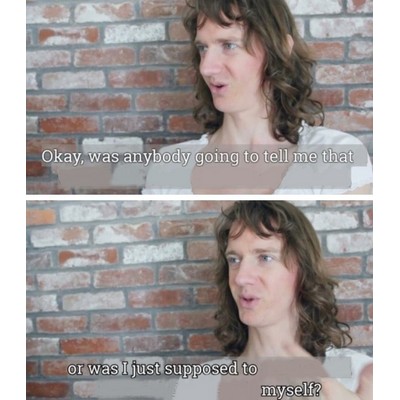 Okay, was anybody going to tell me that
or was I just supposed to
myself?